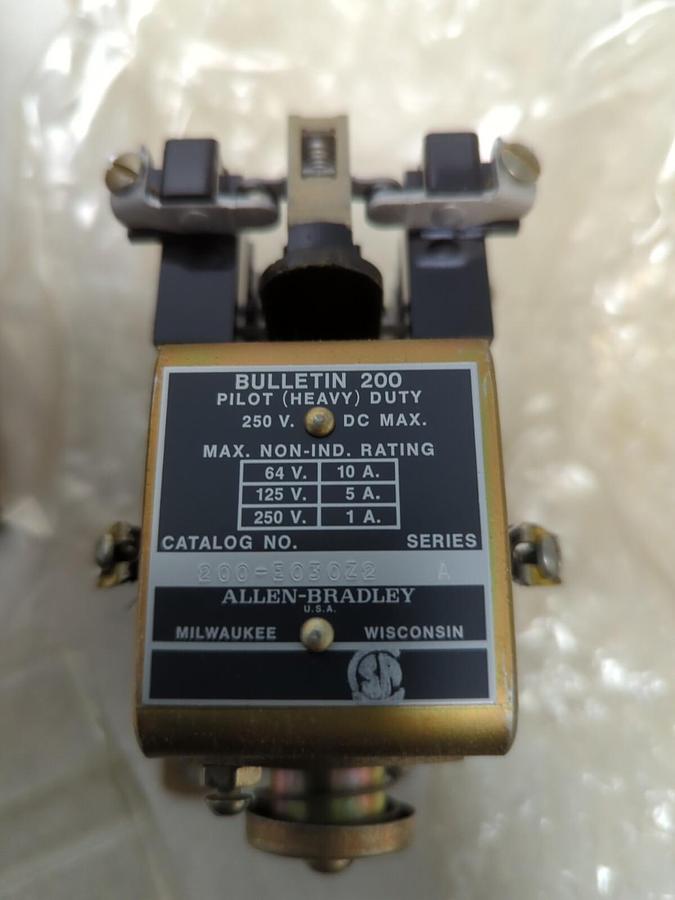 BULLETIN 200
PILOT (HEAVY) DUTY
250 V. DC MAX.
MAX. NON-IND. RATING
64 V. 10 A.
125 V. 5 A.
250 V. 1 A.
CATALOG NO. SERIES
200-E030Z2 A
ALLEN-BRADLEY
U.S.A.
MILWAUKEE WISCONSIN
SA